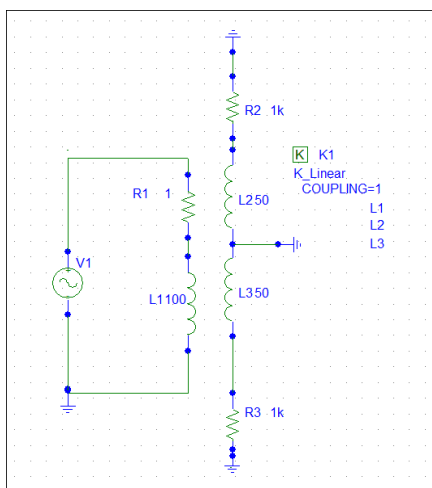 R2 1k
K K1
K_Linear
COUPLING=1
R1 1
L250
L1
L2
L3
V1
L1100
L350
R3 1k